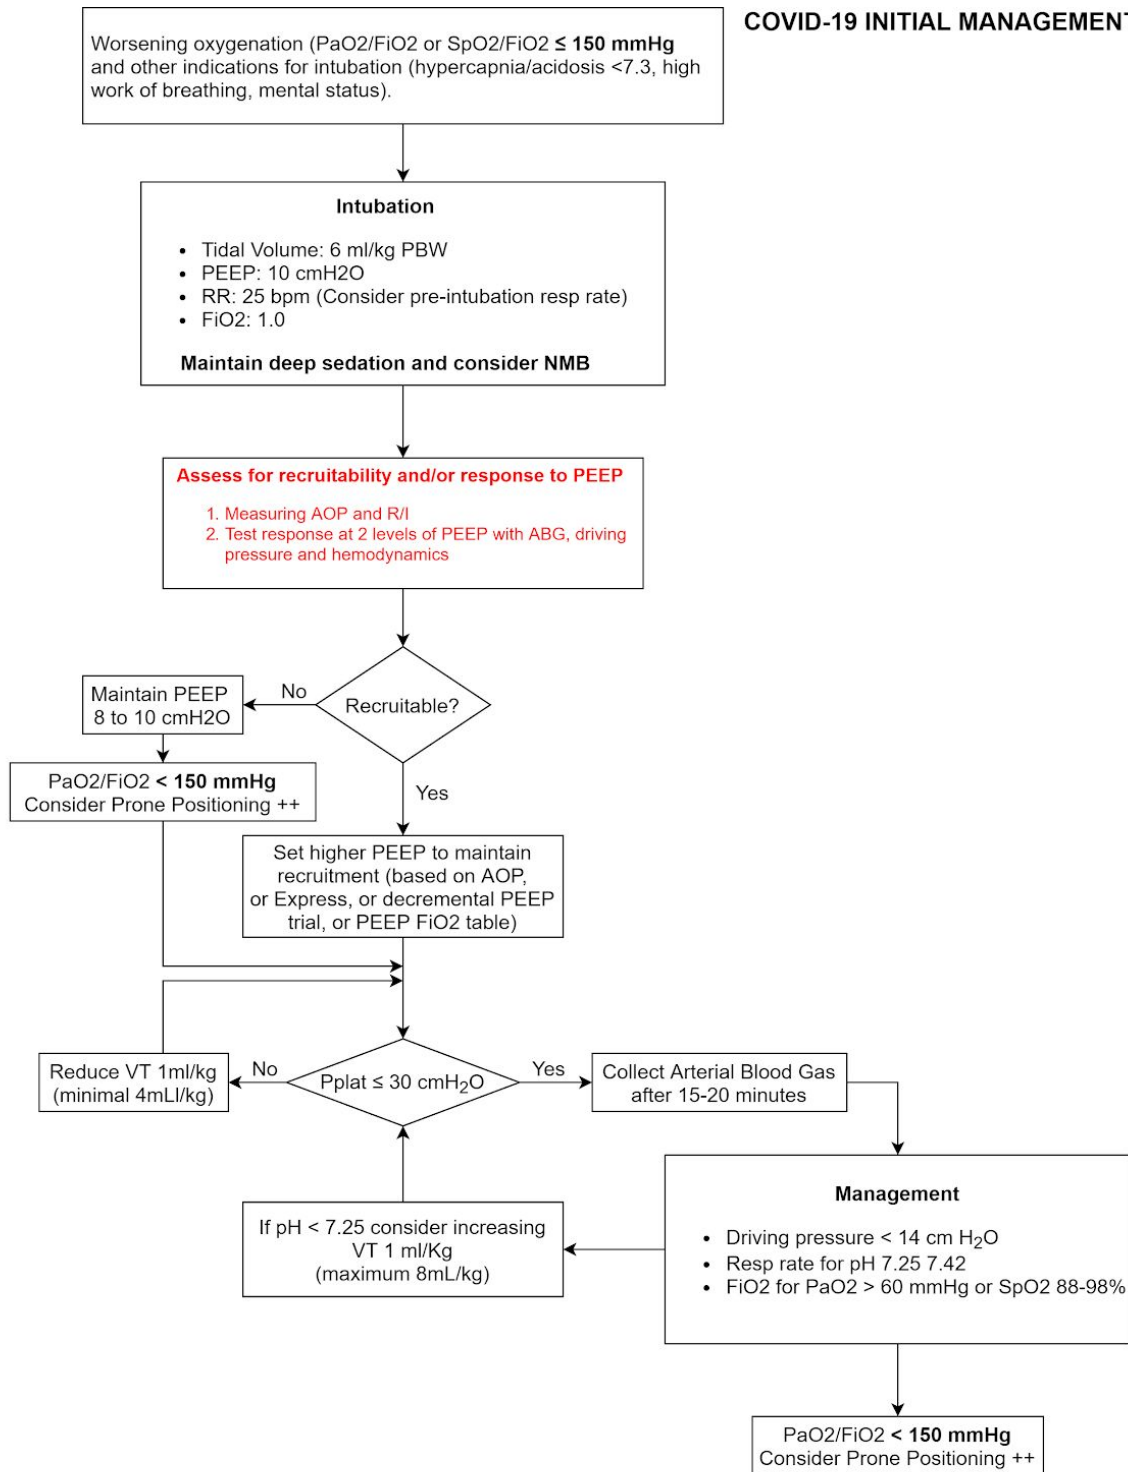 COVID-19 INITIAL MANAGEMENT
Worsening oxygenation (PaO2/FiO2 or SpO2/FiO2 ≤ 150 mmHg
and other indications for intubation (hypercapnia/acidosis <7.3, high
work of breathing, mental status).
Intubation
• Tidal Volume: 6 ml/kg PBW
• PEEP: 10 cmH2O
• RR: 25 bpm (Consider pre-intubation resp rate)
• FiO2: 1.0
Maintain deep sedation and consider NMB
Assess for recruitability and/or response to PEEP
1. Measuring AOP and R/I
2. Test response at 2 levels of PEEP with ABG, driving
pressure and hemodynamics
Recruitable?
No
Maintain PEEP
8 to 10 cmH2O
PaO2/FiO2 < 150 mmHg
Consider Prone Positioning ++
Yes
Set higher PEEP to maintain
recruitment (based on AOP,
or Express, or decremental PEEP
trial, or PEEP FiO2 table)
Pplat ≤ 30 cmH₂O
No
Reduce VT 1ml/kg
(minimal 4mLl/kg)
Yes
Collect Arterial Blood Gas
after 15-20 minutes
Management
• Driving pressure < 14 cm H₂O
• Resp rate for pH 7.25 7.42
• FiO2 for PaO2 > 60 mmHg or SpO2 88-98%
If pH < 7.25 consider increasing
VT 1 ml/Kg
(maximum 8mL/kg)
PaO2/FiO2 < 150 mmHg
Consider Prone Positioning ++